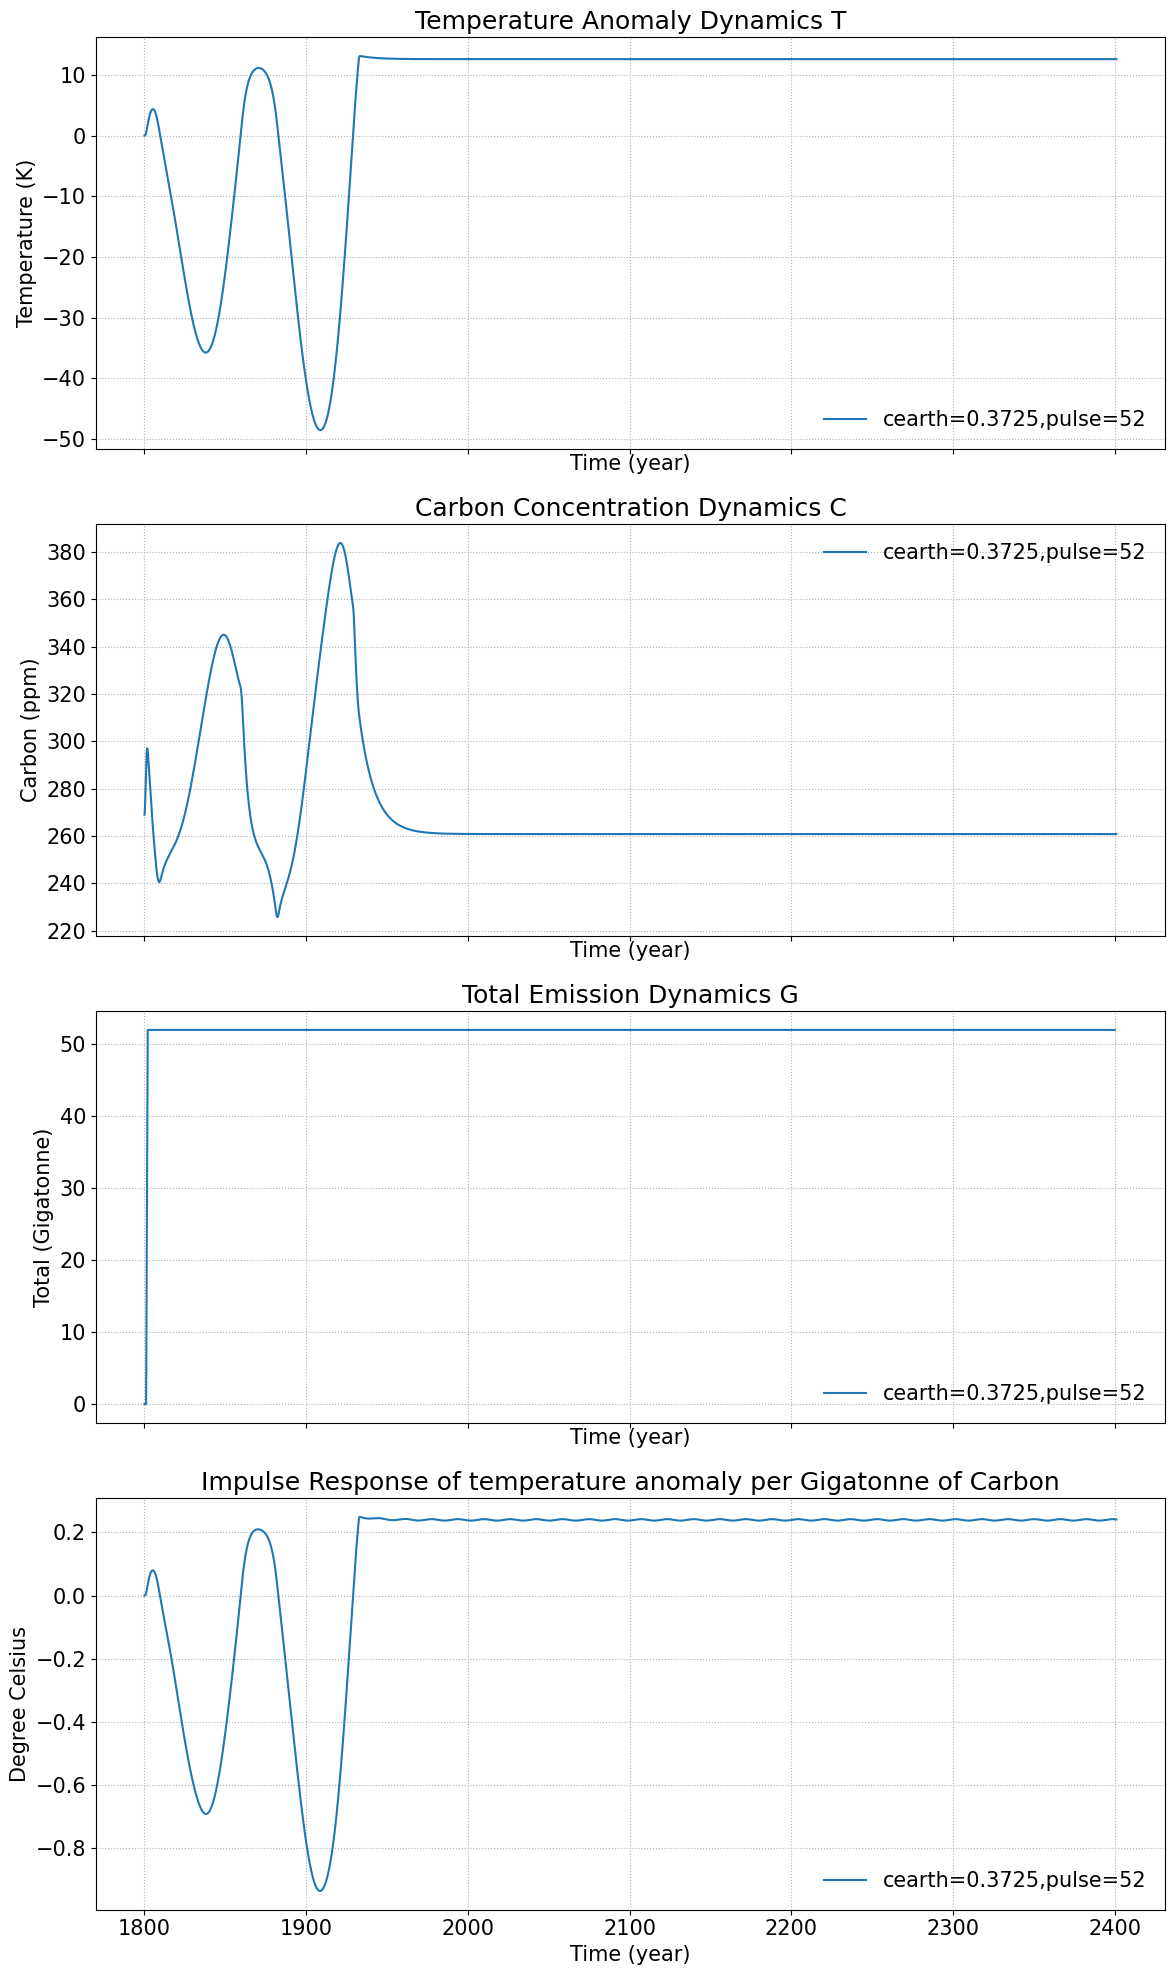 Temperature Anomaly Dynamics T
10
0
−10
−20
−30
−40
−50
Temperature (K)
cearth=0.3725,pulse=52
Time (year)
Carbon Concentration Dynamics C
380
360
340
320
300
280
260
240
220
Carbon (ppm)
cearth=0.3725,pulse=52
Time (year)
Total Emission Dynamics G
50
40
30
20
10
0
Total (Gigatonne)
cearth=0.3725,pulse=52
Time (year)
Impulse Response of temperature anomaly per Gigatonne of Carbon
0.2
0.0
−0.2
−0.4
−0.6
−0.8
Degree Celsius
cearth=0.3725,pulse=52
1800 1900 2000 2100 2200 2300 2400
Time (year)